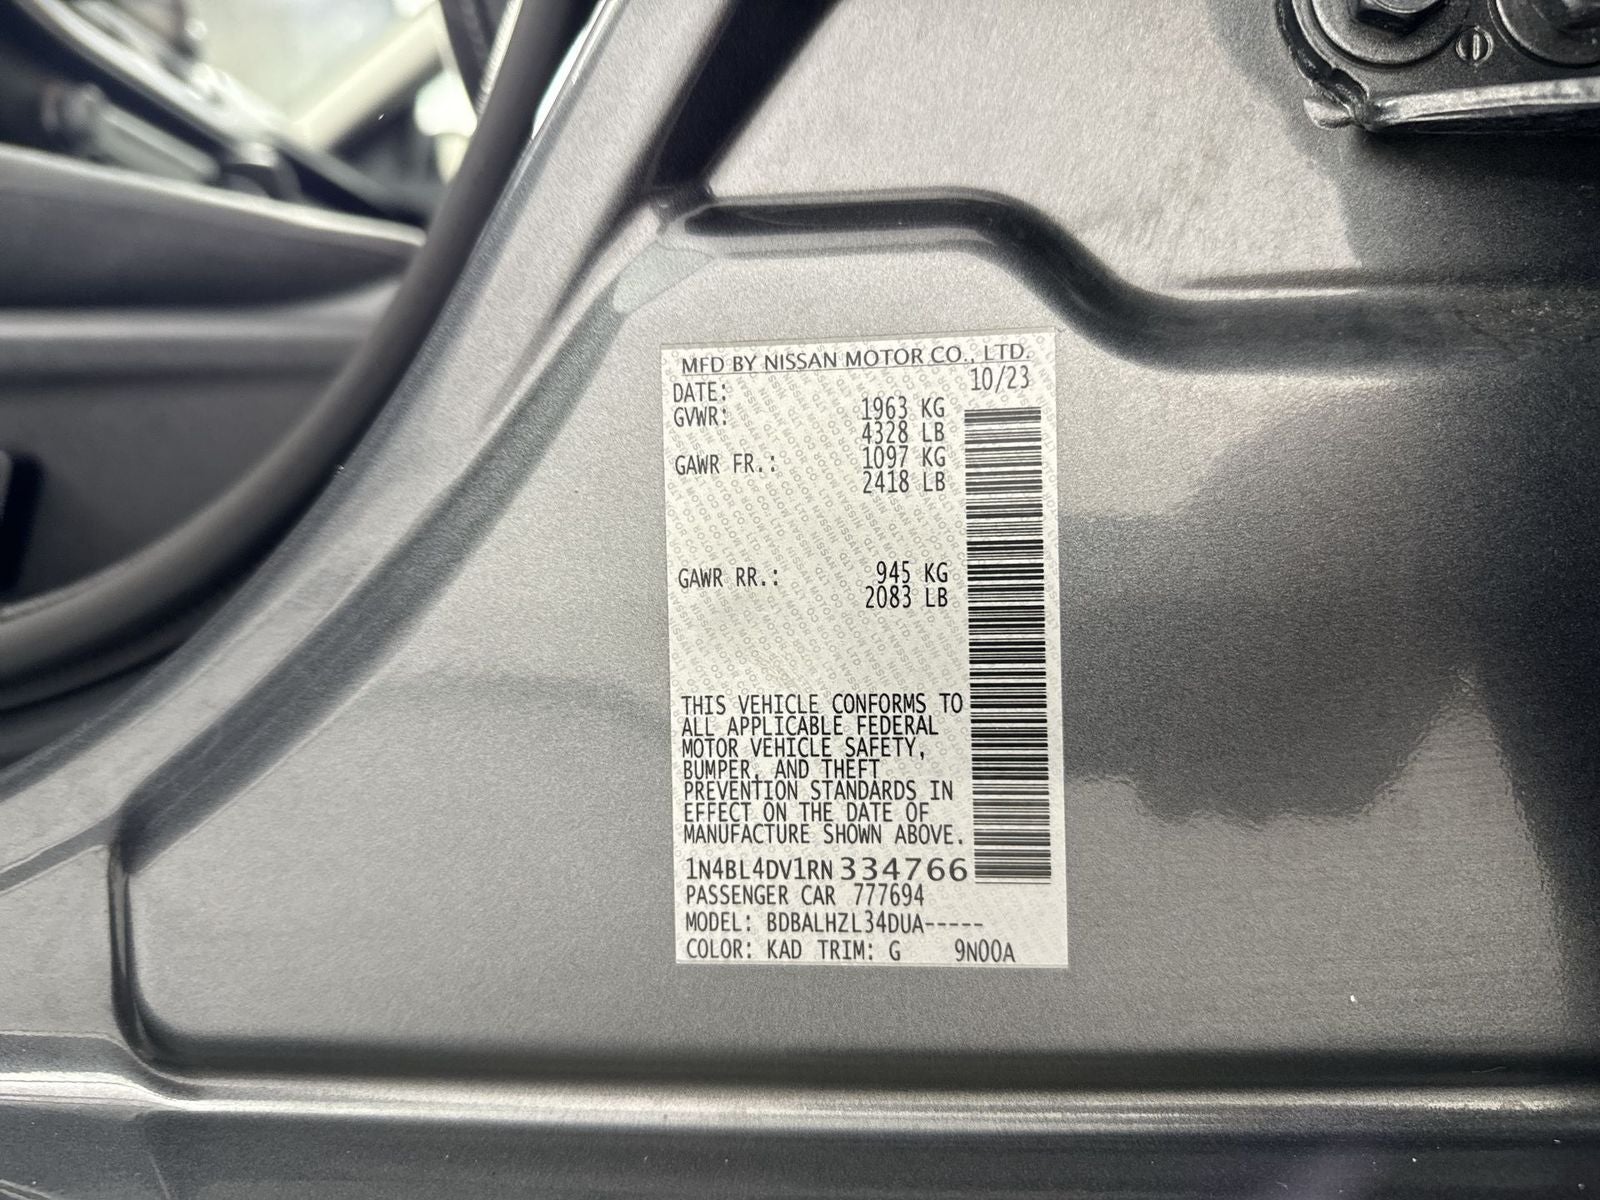 MFD BY NISSAN MOTOR CO., LTD.
DATE: 10/23
GVWR: 1963 KG
4328 LB
GAWR FR.: 1097 KG
2418 LB
GAWR RR.: 945 KG
2083 LB
THIS VEHICLE CONFORMS TO
ALL APPLICABLE FEDERAL
MOTOR VEHICLE SAFETY,
BUMPER, AND THEFT
PREVENTION STANDARDS IN
EFFECT ON THE DATE OF
MANUFACTURE SHOWN ABOVE.
1N4BL4DV1RN 334766
PASSENGER CAR 777694
MODEL: BDBALHZL34DUA-----
COLOR: KAD TRIM: G 9N00A